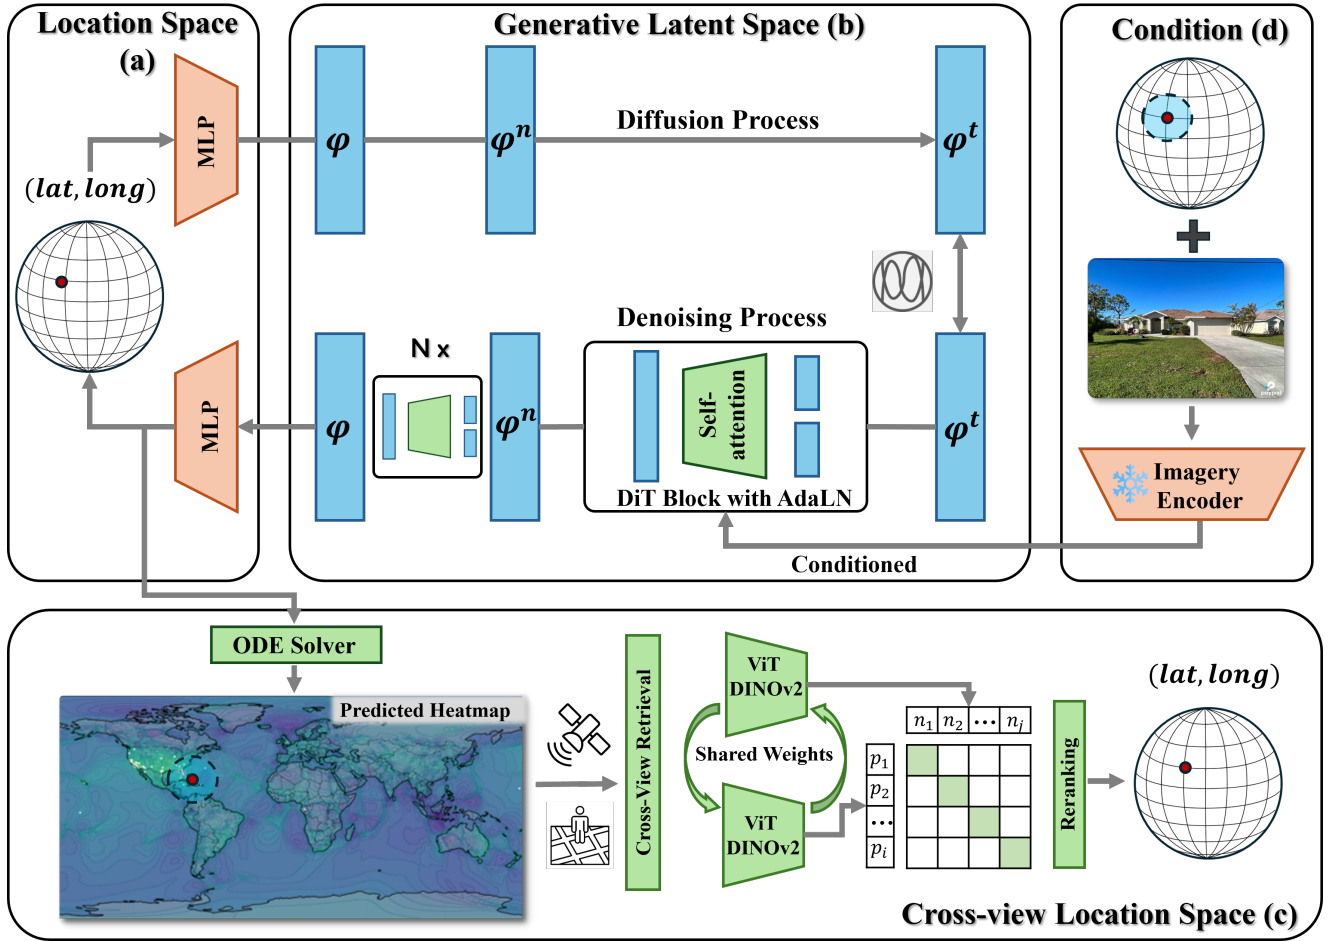 Location Space
(a)
MLP
(lat, long)
MLP
Generative Latent Space (b)
φ
φⁿ
Diffusion Process
φᵗ
Denoising Process
N x
φ
φⁿ
Self-
attention
DiT Block with AdaLN
φᵗ
Conditioned
Condition (d)
Imagery
Encoder
ODE Solver
Predicted Heatmap
Cross-View Retrieval
ViT
DINOv2
Shared Weights
ViT
DINOv2
n₁ n₂ ••• nⱼ
p₁
p₂
•••
pᵢ
Reranking
(lat, long)
Cross-view Location Space (c)